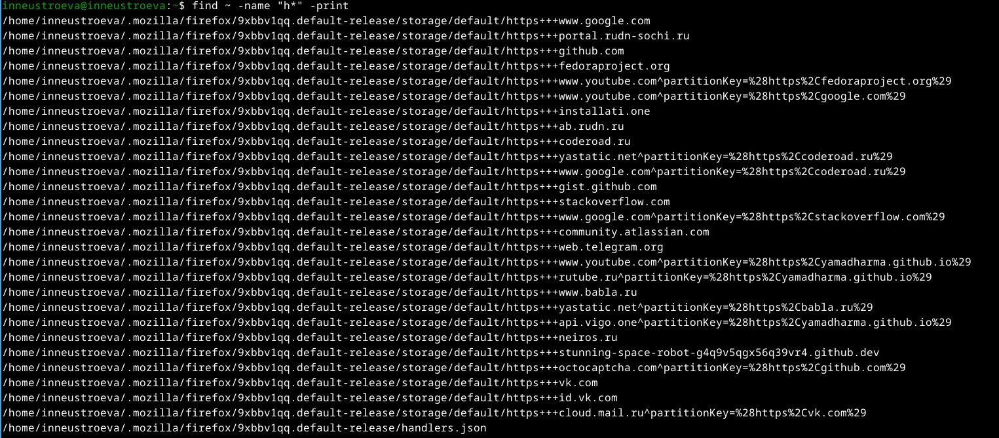 inneustroeva@inneustroeva:~$ find ~ -name "h*" -print
/home/inneustroeva/.mozilla/firefox/9xbbv1qq.default-release/storage/default/https+++www.google.com
/home/inneustroeva/.mozilla/firefox/9xbbv1qq.default-release/storage/default/https+++portal.rudn-sochi.ru
/home/inneustroeva/.mozilla/firefox/9xbbv1qq.default-release/storage/default/https+++github.com
/home/inneustroeva/.mozilla/firefox/9xbbv1qq.default-release/storage/default/https+++fedoraproject.org
/home/inneustroeva/.mozilla/firefox/9xbbv1qq.default-release/storage/default/https+++www.youtube.com^partitionKey=%28https%2Cfedoraproject.org%29
/home/inneustroeva/.mozilla/firefox/9xbbv1qq.default-release/storage/default/https+++www.youtube.com^partitionKey=%28https%2Cgoogle.com%29
/home/inneustroeva/.mozilla/firefox/9xbbv1qq.default-release/storage/default/https+++installati.one
/home/inneustroeva/.mozilla/firefox/9xbbv1qq.default-release/storage/default/https+++ab.rudn.ru
/home/inneustroeva/.mozilla/firefox/9xbbv1qq.default-release/storage/default/https+++coderoad.ru
/home/inneustroeva/.mozilla/firefox/9xbbv1qq.default-release/storage/default/https+++yastatic.net^partitionKey=%28https%2Ccoderoad.ru%29
/home/inneustroeva/.mozilla/firefox/9xbbv1qq.default-release/storage/default/https+++www.google.com^partitionKey=%28https%2Ccoderoad.ru%29
/home/inneustroeva/.mozilla/firefox/9xbbv1qq.default-release/storage/default/https+++gist.github.com
/home/inneustroeva/.mozilla/firefox/9xbbv1qq.default-release/storage/default/https+++stackoverflow.com
/home/inneustroeva/.mozilla/firefox/9xbbv1qq.default-release/storage/default/https+++www.google.com^partitionKey=%28https%2Cstackoverflow.com%29
/home/inneustroeva/.mozilla/firefox/9xbbv1qq.default-release/storage/default/https+++community.atlassian.com
/home/inneustroeva/.mozilla/firefox/9xbbv1qq.default-release/storage/default/https+++web.telegram.org
/home/inneustroeva/.mozilla/firefox/9xbbv1qq.default-release/storage/default/https+++www.youtube.com^partitionKey=%28https%2Cyamadharma.github.io%29
/home/inneustroeva/.mozilla/firefox/9xbbv1qq.default-release/storage/default/https+++rutube.ru^partitionKey=%28https%2Cyamadharma.github.io%29
/home/inneustroeva/.mozilla/firefox/9xbbv1qq.default-release/storage/default/https+++www.babla.ru
/home/inneustroeva/.mozilla/firefox/9xbbv1qq.default-release/storage/default/https+++yastatic.net^partitionKey=%28https%2Cbabla.ru%29
/home/inneustroeva/.mozilla/firefox/9xbbv1qq.default-release/storage/default/https+++api.vigo.one^partitionKey=%28https%2Cyamadharma.github.io%29
/home/inneustroeva/.mozilla/firefox/9xbbv1qq.default-release/storage/default/https+++neiros.ru
/home/inneustroeva/.mozilla/firefox/9xbbv1qq.default-release/storage/default/https+++stunning-space-robot-g4q9v5qgx56q39vr4.github.dev
/home/inneustroeva/.mozilla/firefox/9xbbv1qq.default-release/storage/default/https+++octocaptcha.com^partitionKey=%28https%2Cgithub.com%29
/home/inneustroeva/.mozilla/firefox/9xbbv1qq.default-release/storage/default/https+++vk.com
/home/inneustroeva/.mozilla/firefox/9xbbv1qq.default-release/storage/default/https+++id.vk.com
/home/inneustroeva/.mozilla/firefox/9xbbv1qq.default-release/storage/default/https+++cloud.mail.ru^partitionKey=%28https%2Cvk.com%29
/home/inneustroeva/.mozilla/firefox/9xbbv1qq.default-release/handlers.json